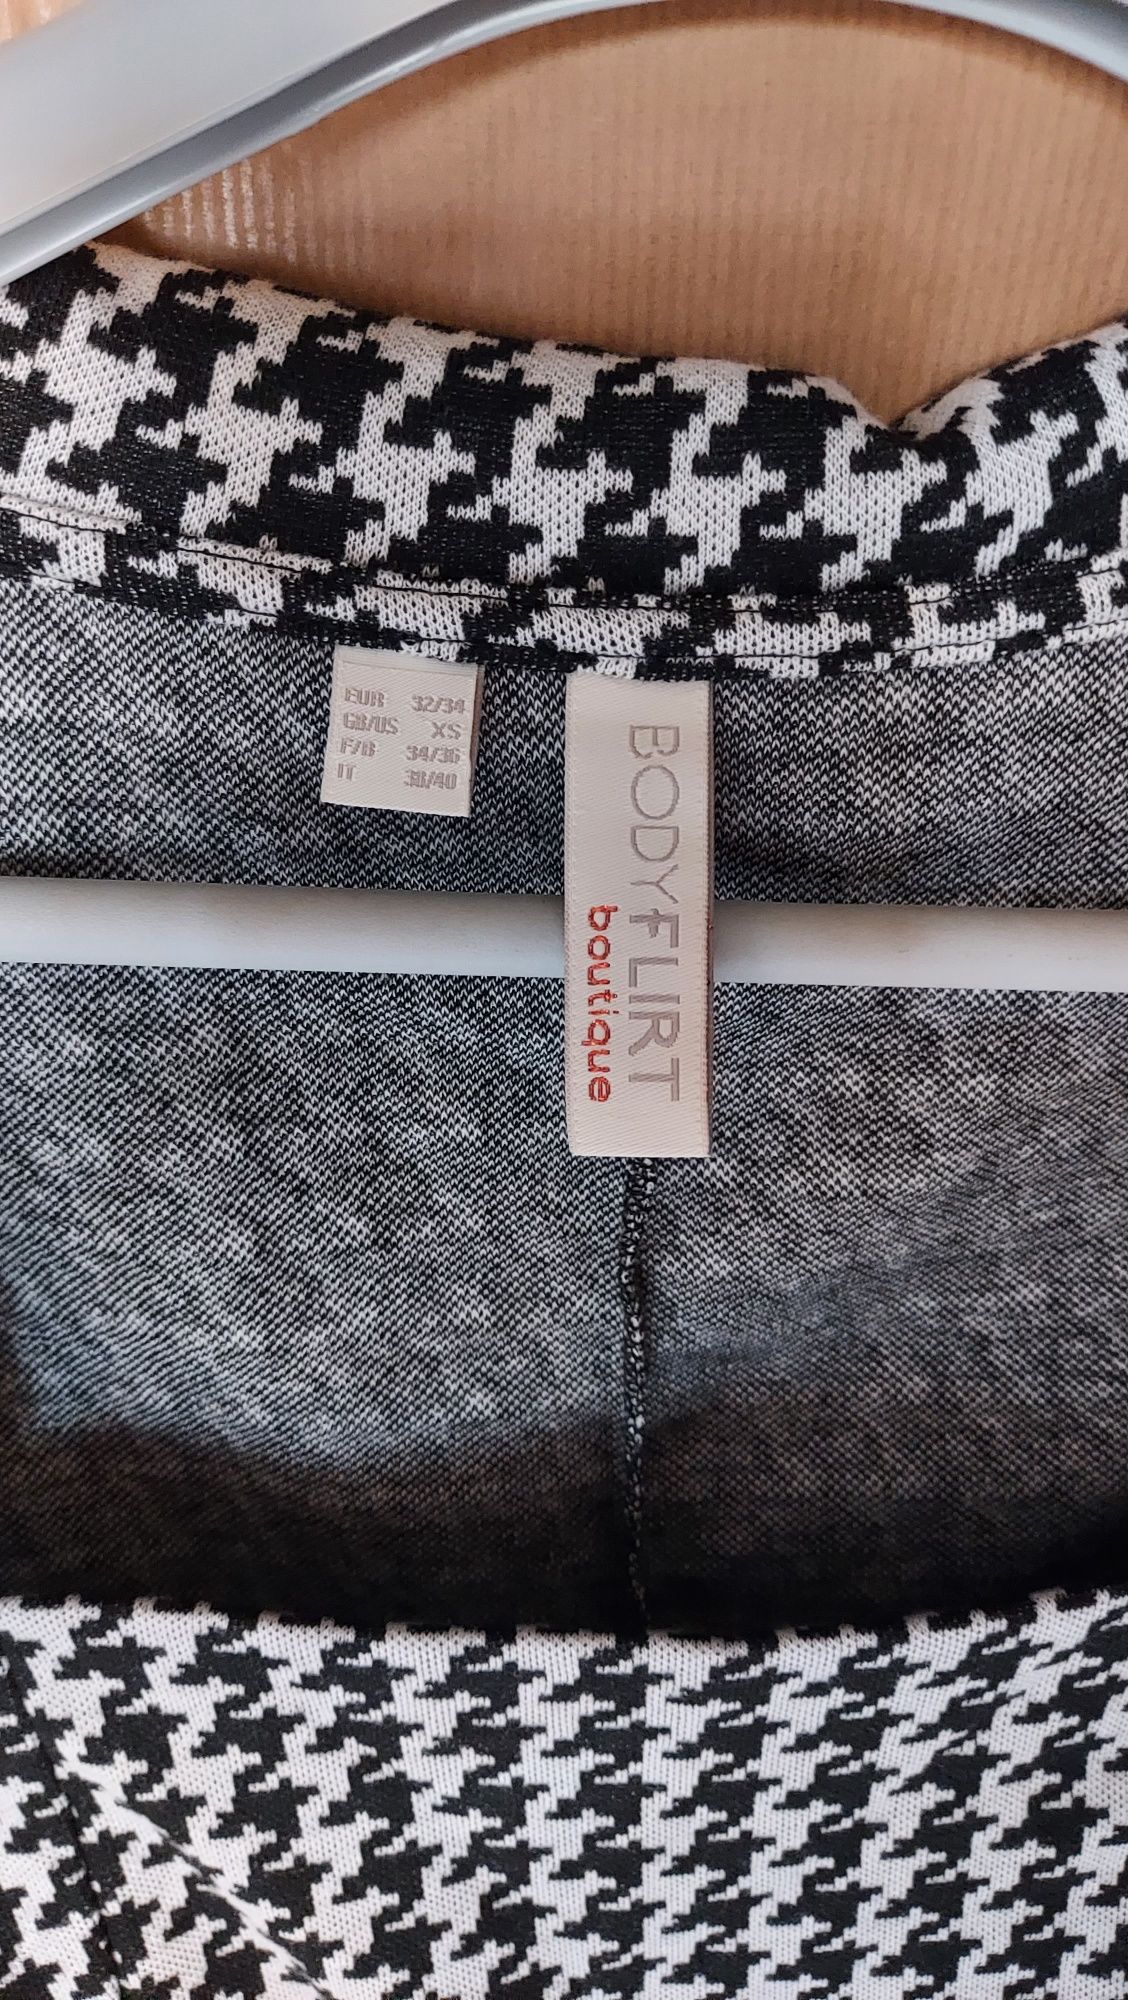 EUR 32/34
GB/US XS
F/B 34/36
IT 38/40
BODYFLIRT
boutique